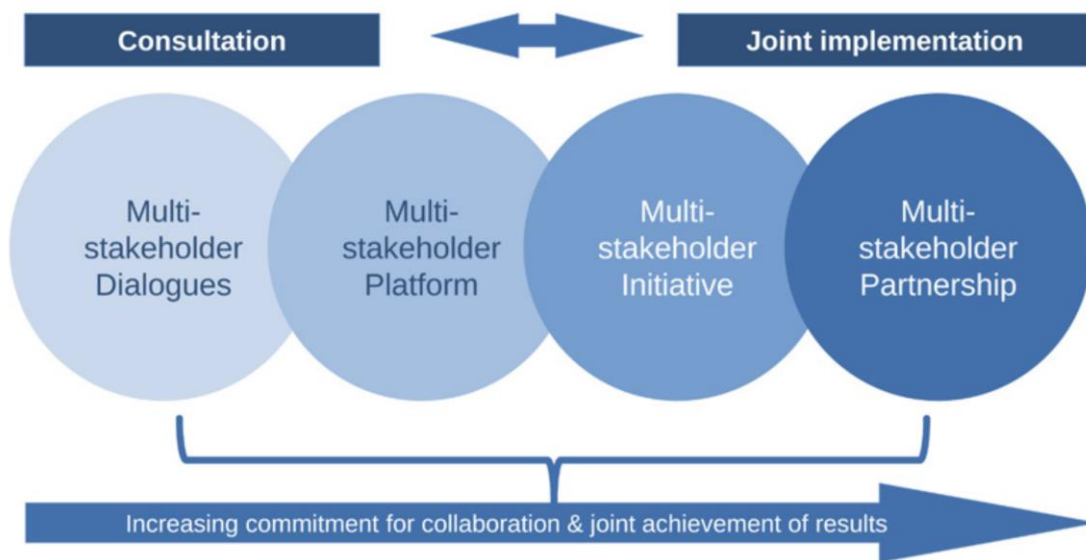 Consultation
Joint implementation
Multi-
stakeholder
Dialogues
Multi-
stakeholder
Platform
Multi-
stakeholder
Initiative
Multi-
stakeholder
Partnership
Increasing commitment for collaboration & joint achievement of results